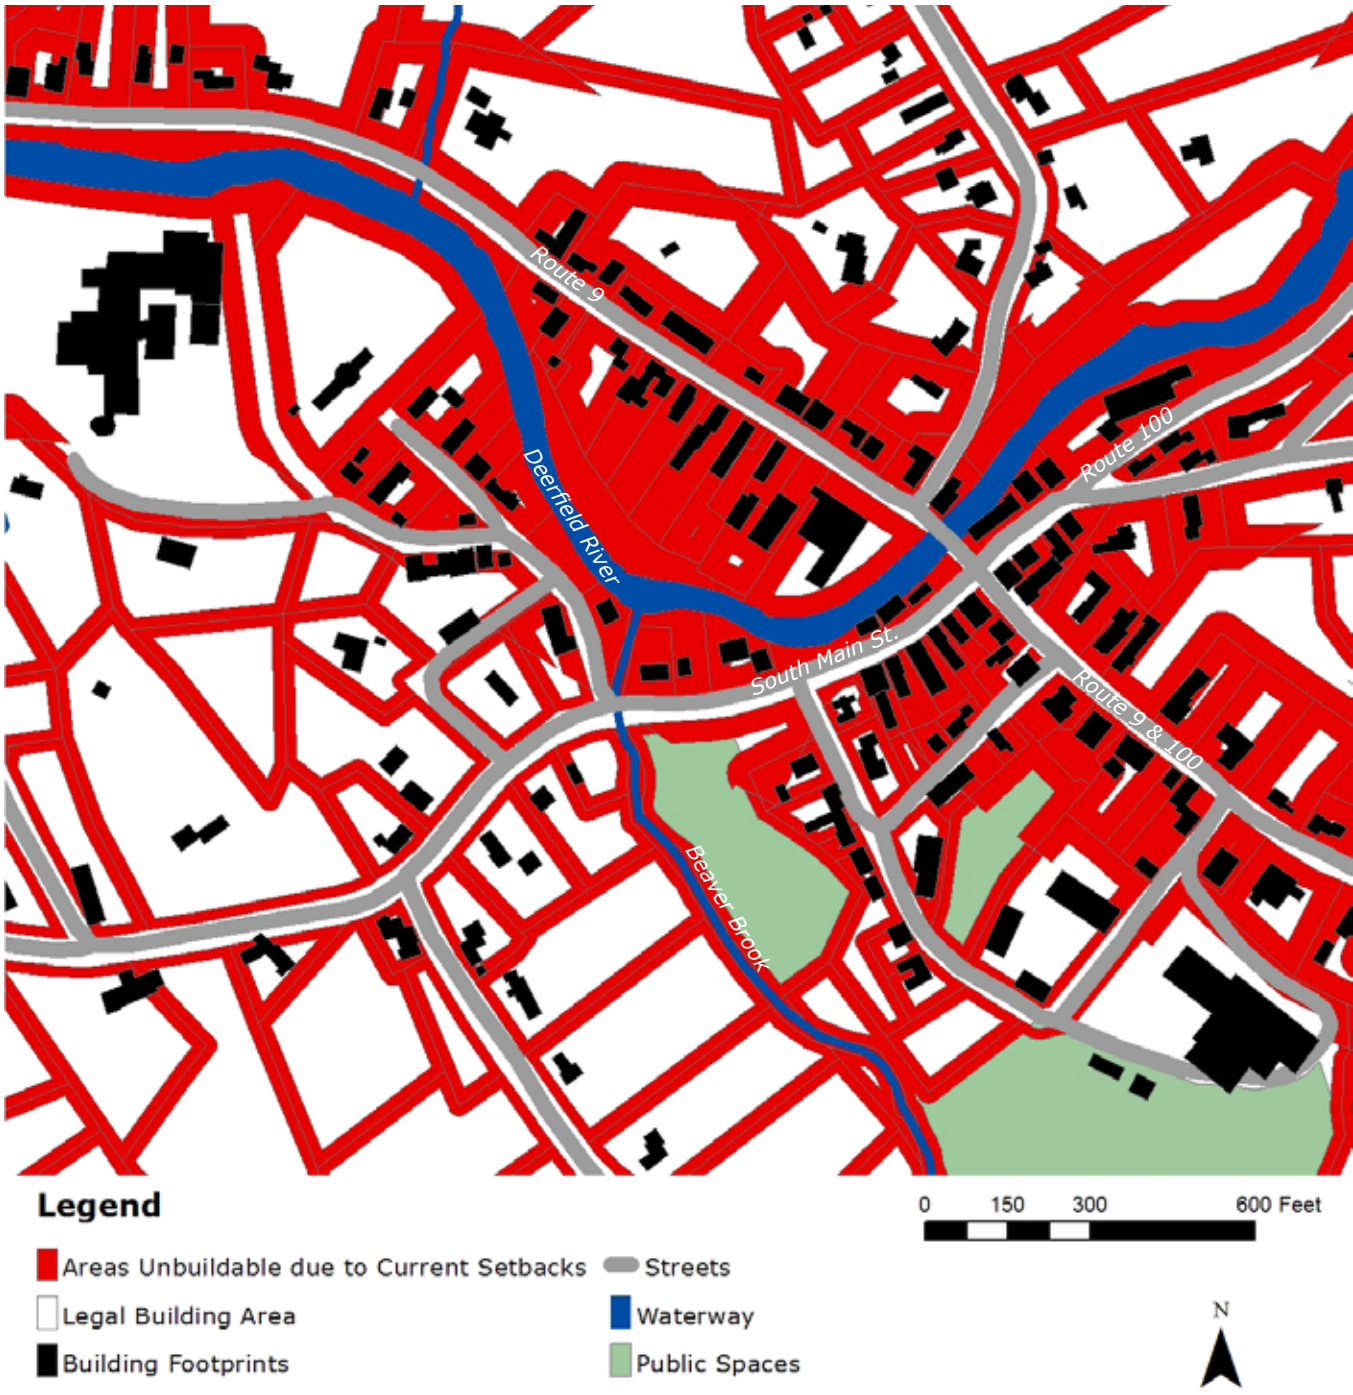 Route 9
Route 100
Deerfield River
South Main St.
Route 9 & 100
Beaver Brook
Legend
0 150 300 600 Feet
Areas Unbuildable due to Current Setbacks
Streets
Legal Building Area
Waterway
N
Building Footprints
Public Spaces